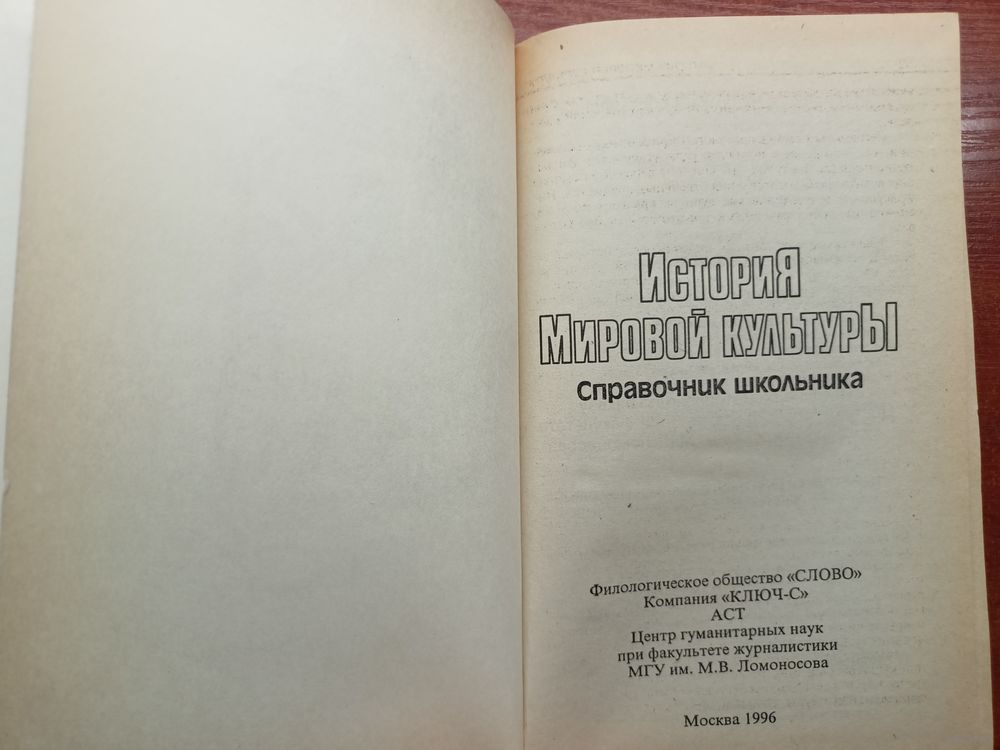 ИсториЯ
Мировой культурЫ
Справочник школьника
Филологическое общество «СЛОВО»
Компания «КЛЮЧ-С»
АСТ
Центр гуманитарных наук
при факультете журналистики
МГУ им. М.В. Ломоносова
Москва 1996